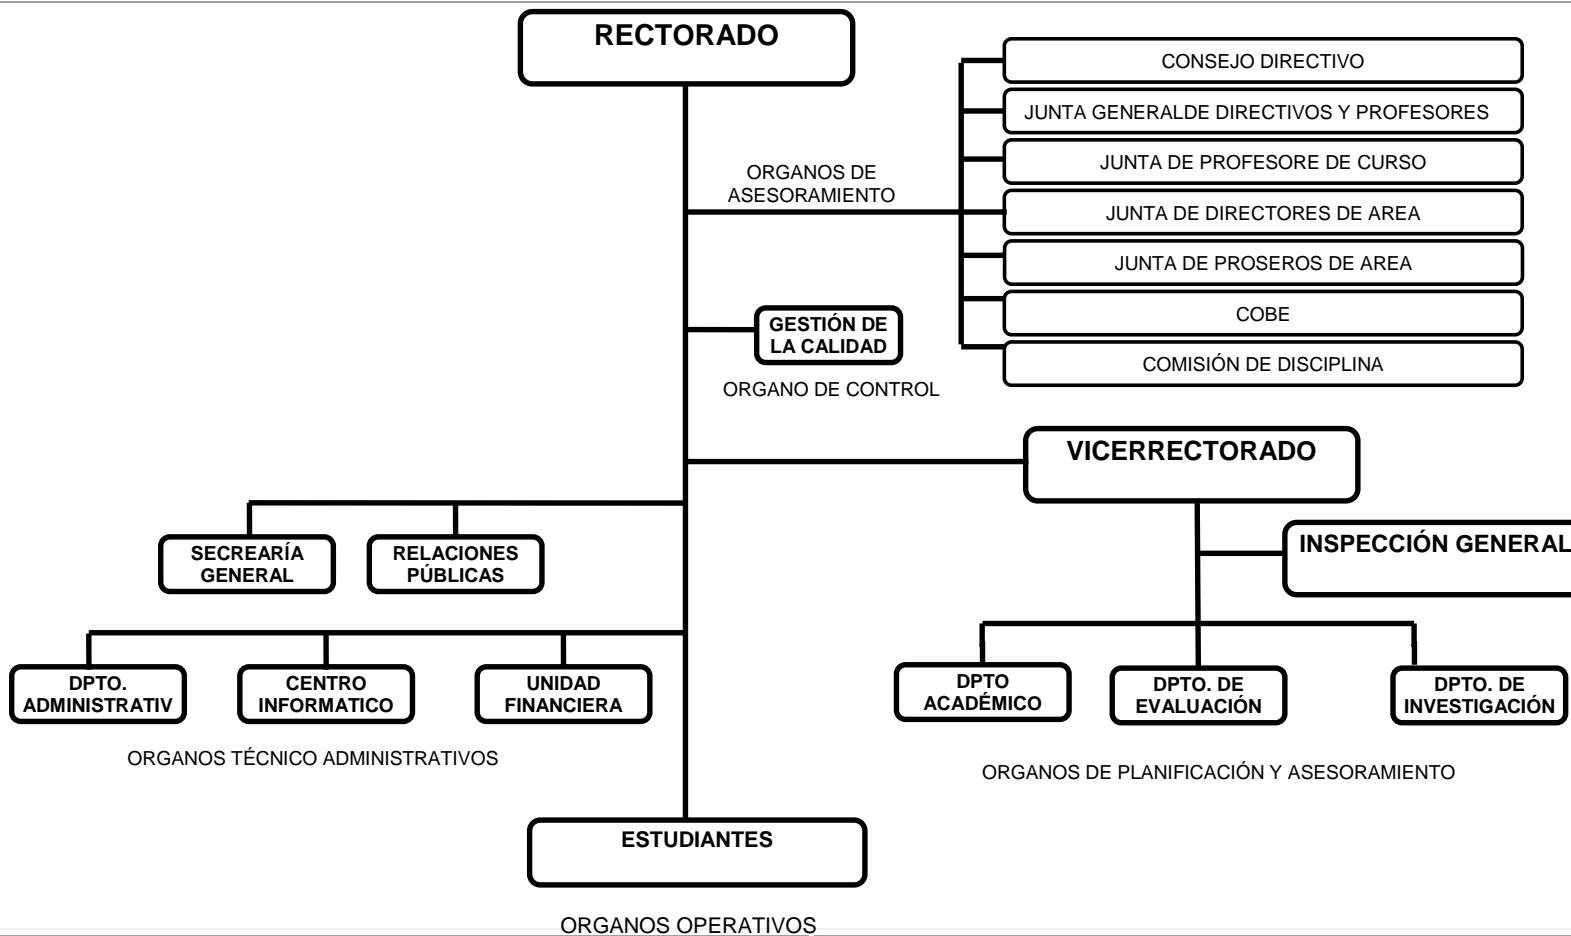 RECTORADO
CONSEJO DIRECTIVO
JUNTA GENERALDE DIRECTIVOS Y PROFESORES
JUNTA DE PROFESORE DE CURSO
ORGANOS DE
ASESORAMIENTO
JUNTA DE DIRECTORES DE AREA
JUNTA DE PROSEROS DE AREA
COBE
COMISIÓN DE DISCIPLINA
GESTIÓN DE
LA CALIDAD
ORGANO DE CONTROL
VICERRECTORADO
INSPECCIÓN GENERAL
SECREARÍA
GENERAL
RELACIONES
PÚBLICAS
DPTO.
ADMINISTRATIV
CENTRO
INFORMATICO
UNIDAD
FINANCIERA
DPTO
ACADÉMICO
DPTO. DE
EVALUACIÓN
DPTO. DE
INVESTIGACIÓN
ORGANOS TÉCNICO ADMINISTRATIVOS
ORGANOS DE PLANIFICACIÓN Y ASESORAMIENTO
ESTUDIANTES
ORGANOS OPERATIVOS